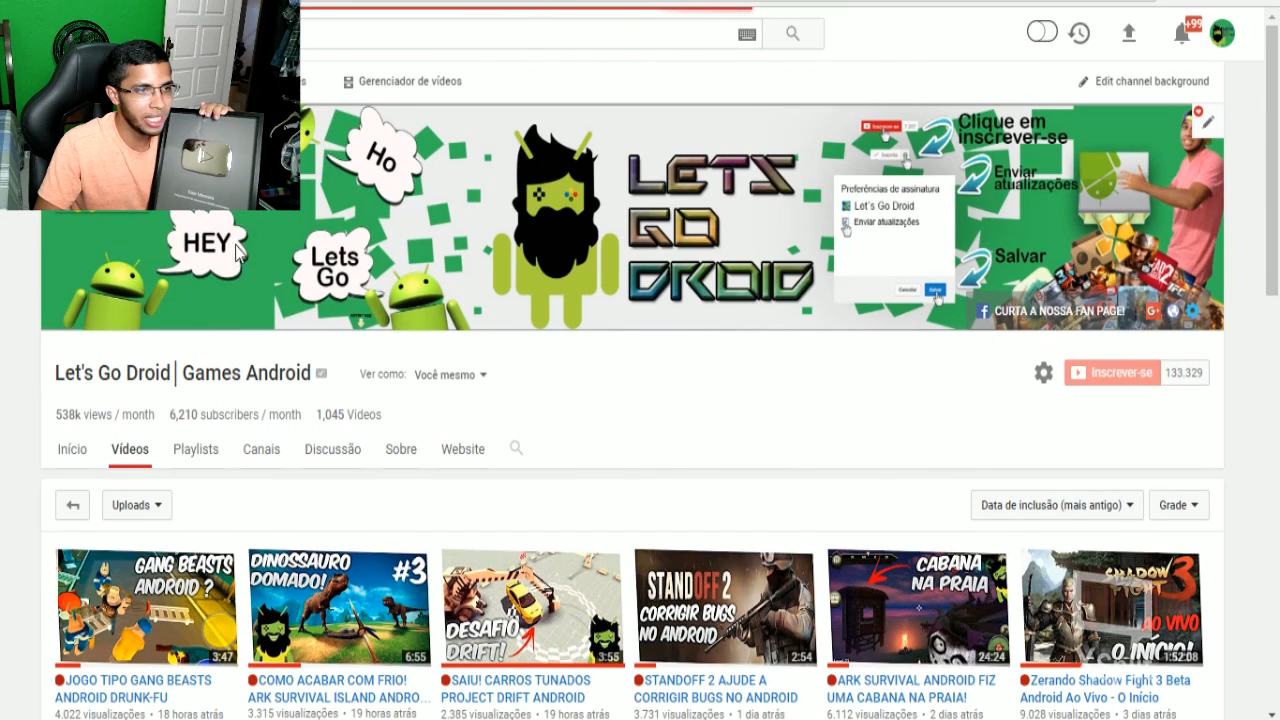 +99
Gerenciador de vídeos
Edit channel background
Ho
HEY
Lets
Go
LETS
GO
DROID
Clique em
inscrever-se
Enviar
atualizações
Preferências de assinatura
Let's Go Droid
Enviar atualizações
Salvar
Cancelar
Salvar
CURTA A NOSSA FAN PAGE!
G+
Let's Go Droid│Games Android
Ver como: Você mesmo
Inscrever-se 133.329
538k views / month 6,210 subscribers / month 1,045 Videos
Início Vídeos Playlists Canais Discussão Sobre Website
Uploads
Data de inclusão (mais antigo)
Grade
GANG BEASTS
ANDROID ?
3:47
DINOSSAURO
DOMADO!
#3
6:55
DESAFIO
DRIFT!
3:55
STANDOFF 2
CORRIGIR BUGS
NO ANDROID
2:54
CABANA
NA PRAIA
24:24
SHADOW
FIGHT 3
AO VIVO
O INÍCIO!
1:52:08
JOGO TIPO GANG BEASTS
ANDROID DRUNK-FU
4.022 visualizações • 18 horas atrás
COMO ACABAR COM FRIO!
ARK SURVIVAL ISLAND ANDRO...
3.315 visualizações • 19 horas atrás
SAIU! CARROS TUNADOS
PROJECT DRIFT ANDROID
2.385 visualizações • 19 horas atrás
STANDOFF 2 AJUDE A
CORRIGIR BUGS NO ANDROID
3.731 visualizações • 1 dia atrás
ARK SURVIVAL ANDROID FIZ
UMA CABANA NA PRAIA!
6.112 visualizações • 2 dias atrás
Zerando Shadow Fight 3 Beta
Android Ao Vivo - O Início
9.028 visualizações • 3 dias atrás